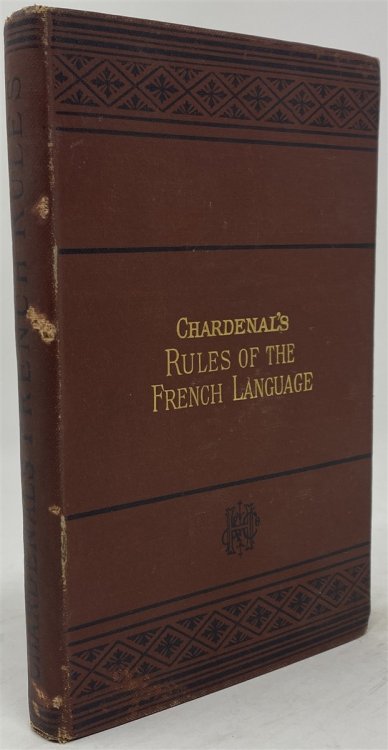 CHARDENAL'S
RULES OF THE
FRENCH LANGUAGE
CHARDENAL'S FRENCH RULES